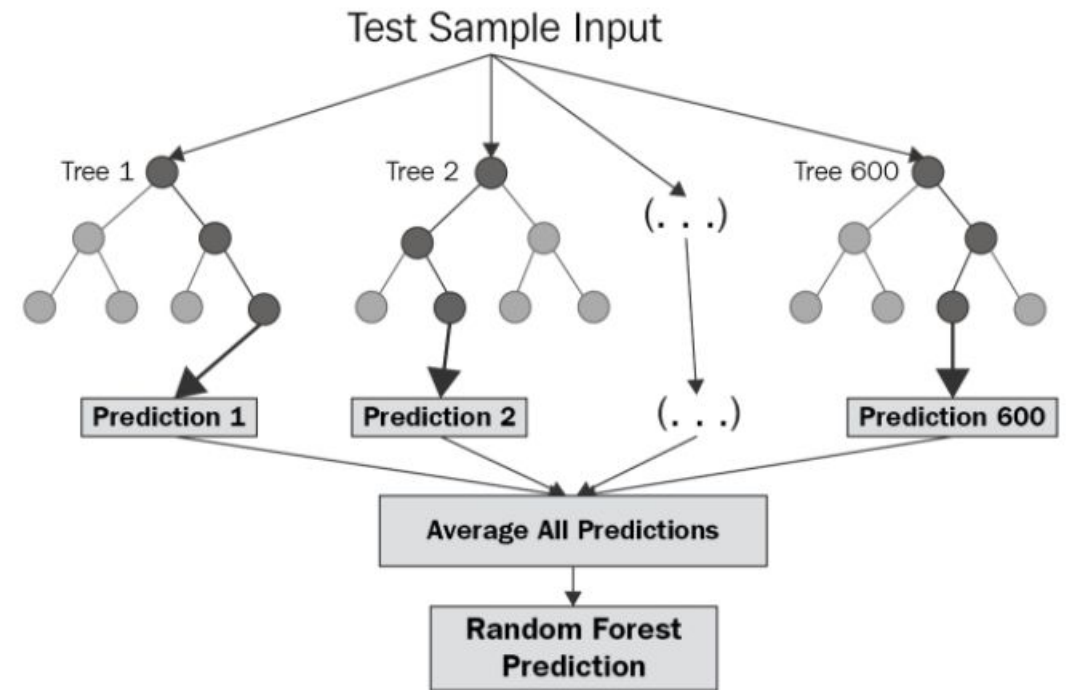 Test Sample Input
Tree 1
Tree 2
Tree 600
(. . .)
Prediction 1
Prediction 2
(. . .)
Prediction 600
Average All Predictions
Random Forest
Prediction